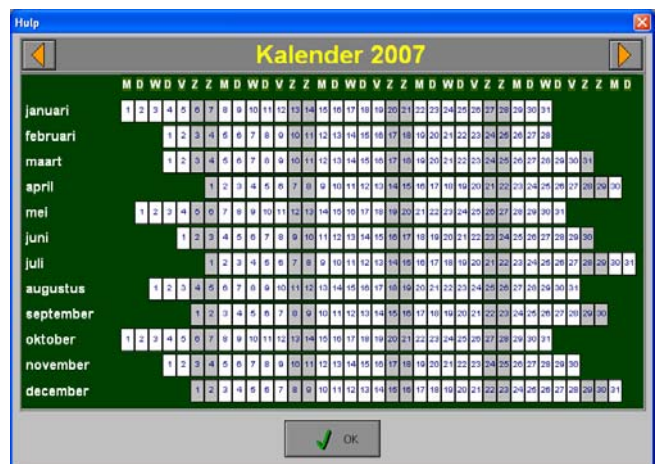 Hulp
Kalender 2007
M D W D V Z Z M D W D V Z Z M D W D V Z Z M D W D V Z Z M D W D V Z Z M D
januari 1 2 3 4 5 6 7 8 9 10 11 12 13 14 15 16 17 18 19 20 21 22 23 24 25 26 27 28 29 30 31
februari 1 2 3 4 5 6 7 8 9 10 11 12 13 14 15 16 17 18 19 20 21 22 23 24 25 26 27 28
maart 1 2 3 4 5 6 7 8 9 10 11 12 13 14 15 16 17 18 19 20 21 22 23 24 25 26 27 28 29 30 31
april 1 2 3 4 5 6 7 8 9 10 11 12 13 14 15 16 17 18 19 20 21 22 23 24 25 26 27 28 29 30
mei 1 2 3 4 5 6 7 8 9 10 11 12 13 14 15 16 17 18 19 20 21 22 23 24 25 26 27 28 29 30 31
juni 1 2 3 4 5 6 7 8 9 10 11 12 13 14 15 16 17 18 19 20 21 22 23 24 25 26 27 28 29 30
juli 1 2 3 4 5 6 7 8 9 10 11 12 13 14 15 16 17 18 19 20 21 22 23 24 25 26 27 28 29 30 31
augustus 1 2 3 4 5 6 7 8 9 10 11 12 13 14 15 16 17 18 19 20 21 22 23 24 25 26 27 28 29 30 31
september 1 2 3 4 5 6 7 8 9 10 11 12 13 14 15 16 17 18 19 20 21 22 23 24 25 26 27 28 29 30
oktober 1 2 3 4 5 6 7 8 9 10 11 12 13 14 15 16 17 18 19 20 21 22 23 24 25 26 27 28 29 30 31
november 1 2 3 4 5 6 7 8 9 10 11 12 13 14 15 16 17 18 19 20 21 22 23 24 25 26 27 28 29 30
december 1 2 3 4 5 6 7 8 9 10 11 12 13 14 15 16 17 18 19 20 21 22 23 24 25 26 27 28 29 30 31
OK